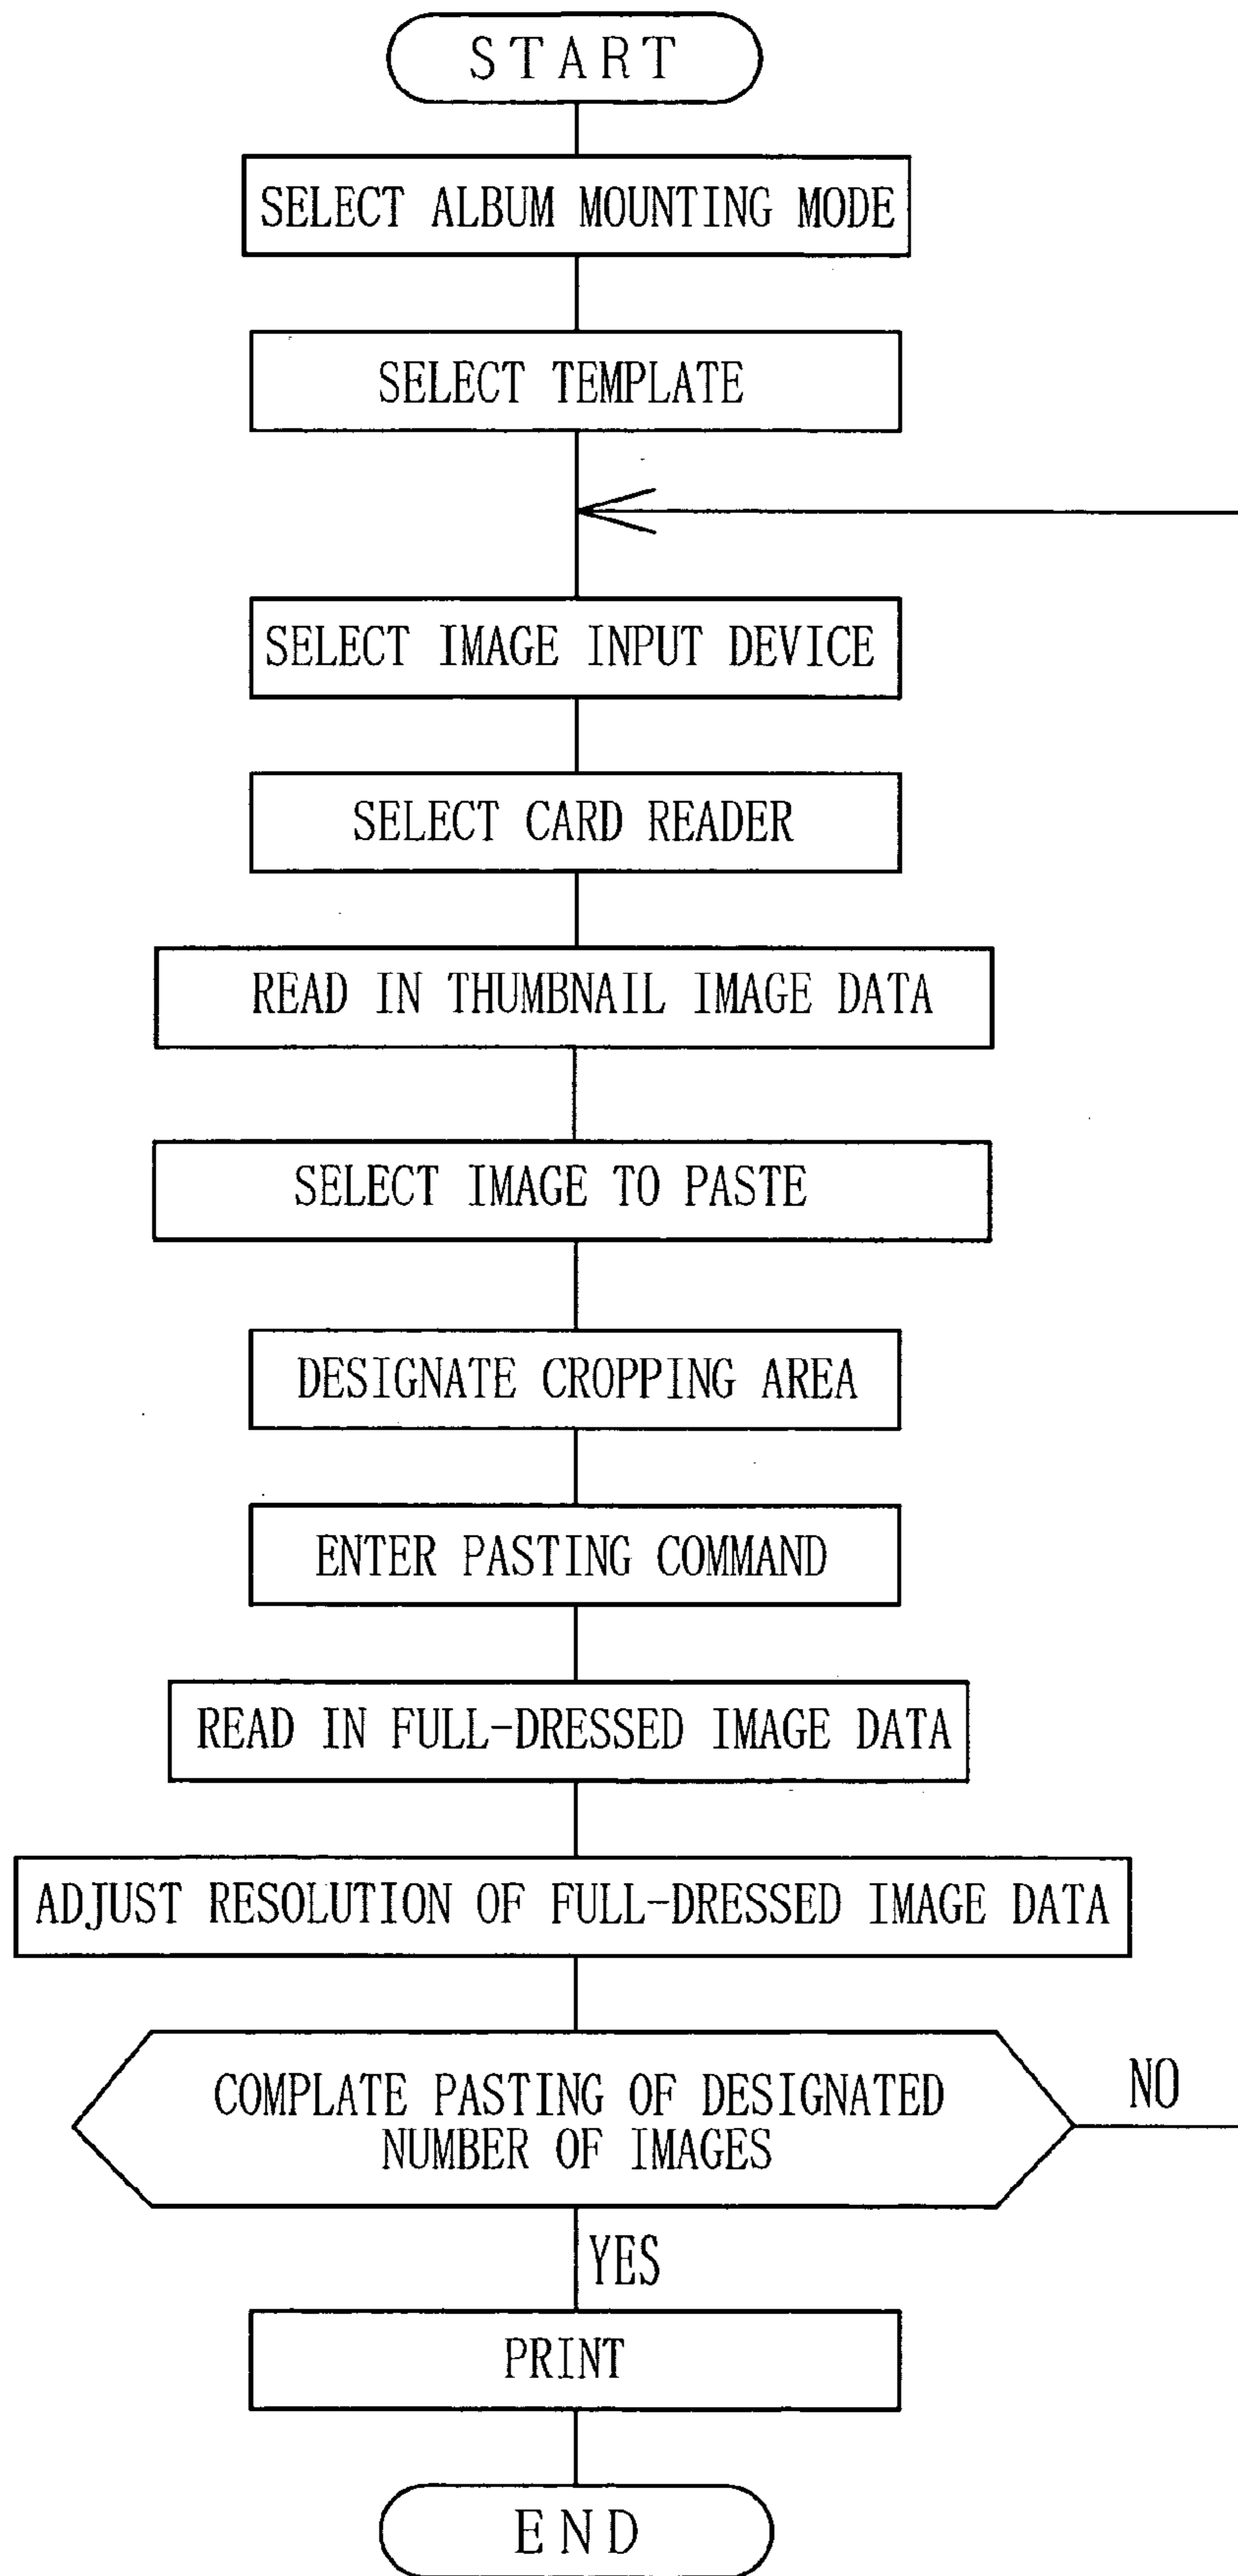 START
SELECT ALBUM MOUNTING MODE
SELECT TEMPLATE
SELECT IMAGE INPUT DEVICE
SELECT CARD READER
READ IN THUMBNAIL IMAGE DATA
SELECT IMAGE TO PASTE
DESIGNATE CROPPING AREA
ENTER PASTING COMMAND
READ IN FULL-DRESSED IMAGE DATA
ADJUST RESOLUTION OF FULL-DRESSED IMAGE DATA
COMPLATE PASTING OF DESIGNATED
NUMBER OF IMAGES
NO
YES
PRINT
END